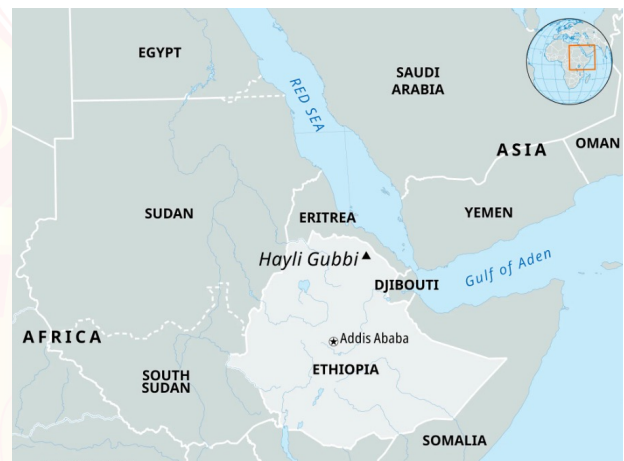 EGYPT
SAUDI
ARABIA
RED SEA
ASIA
OMAN
SUDAN
ERITREA
YEMEN
Hayli Gubbi
DJIBOUTI
Gulf of Aden
AFRICA
Addis Ababa
SOUTH
SUDAN
ETHIOPIA
SOMALIA